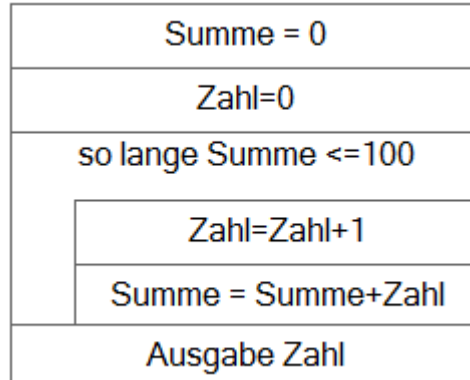 Summe = 0
Zahl=0
so lange Summe <=100
Zahl=Zahl+1
Summe = Summe+Zahl
Ausgabe Zahl